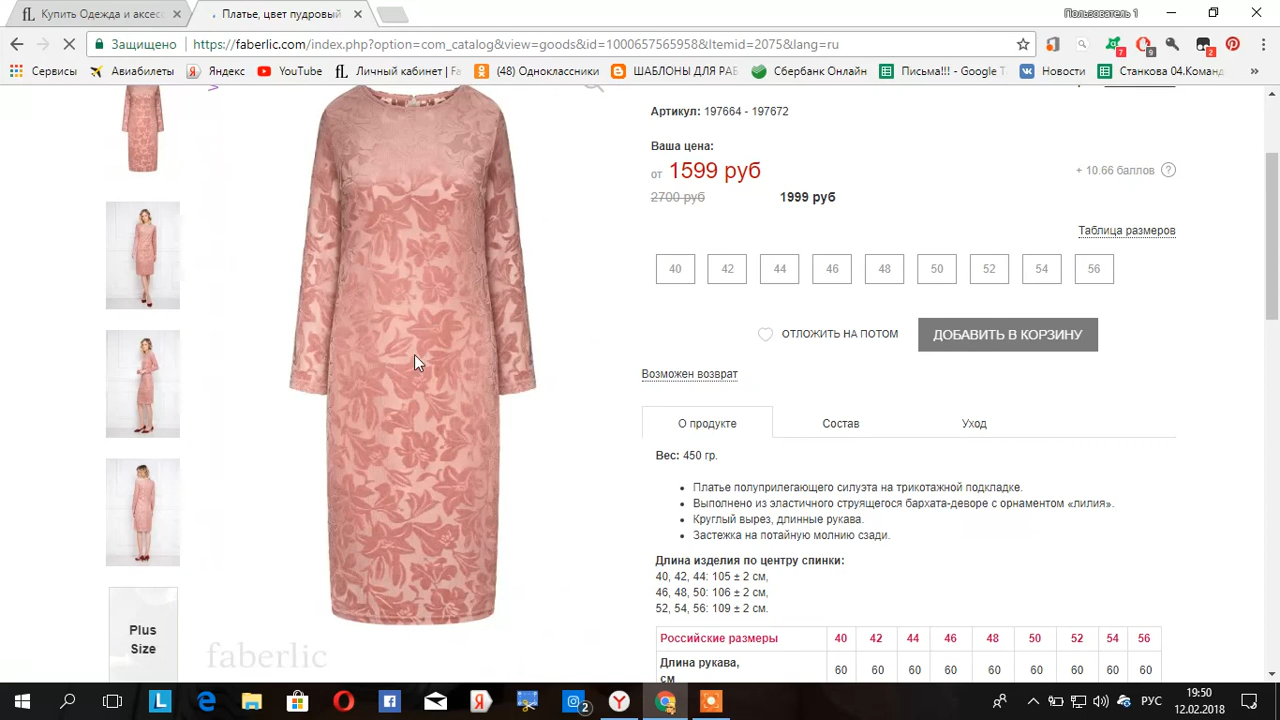 Купить Одежда и аксесс
Платье, цвет пудровый
Пользователь 1
Защищено
https://faberlic.com/index.php?option=com_catalog&view=goods&id=1000657565958&Itemid=2075&lang=ru
7
9
2
Сервисы
Авиабилеты
Яндекс
YouTube
Личный кабинет | Fa
(48) Одноклассники
ШАБЛОНЫ ДЛЯ РАБ
Сбербанк Онлайн
Письма!!! - Google Т
Новости
Станкова 04.Команд
Артикул: 197664 - 197672
Ваша цена:
от 1599 руб
+ 10.66 баллов ?
2700 руб 1999 руб
Таблица размеров
40 42 44 46 48 50 52 54 56
ОТЛОЖИТЬ НА ПОТОМ
ДОБАВИТЬ В КОРЗИНУ
Возможен возврат
О продукте Состав Уход
Вес: 450 гр.
Платье полуприлегающего силуэта на трикотажной подкладке.
Выполнено из эластичного струящегося бархата-деворе с орнаментом «лилия».
Круглый вырез, длинные рукава.
Застежка на потайную молнию сзади.
Длина изделия по центру спинки:
40, 42, 44: 105 ± 2 см,
46, 48, 50: 106 ± 2 см,
52, 54, 56: 109 ± 2 см.
Российские размеры 40 42 44 46 48 50 52 54 56
Длина рукава, 60 60 60 60 60 60 60 60 60
см
Plus
Size
faberlic
2
РУС
19:50
12.02.2018